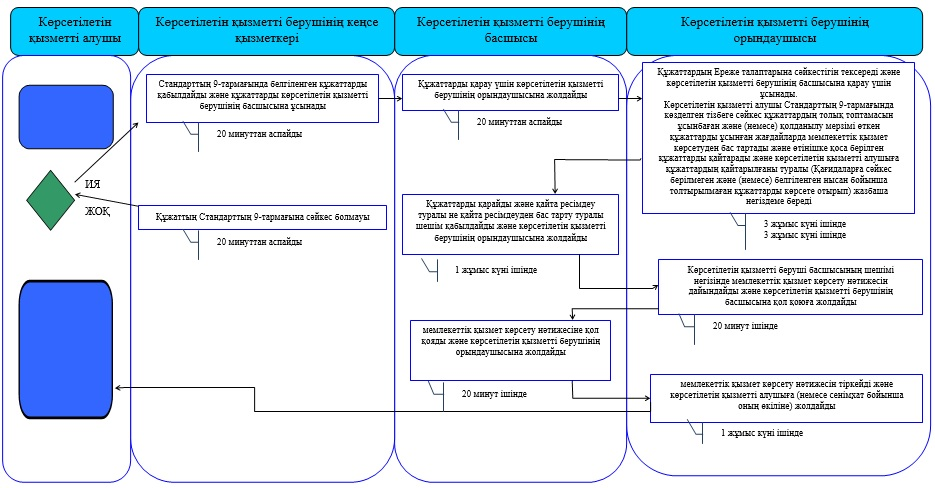 Көрсетілетін
қызметті алушы
Көрсетілетін қызметті берушінің кеңсе
қызметкері
Көрсетілетін қызметті берушінің
басшысы
Көрсетілетін қызметті берушінің
орындаушысы
Стандарттың 9-тармағында белгіленген құжаттарды
қабылдайды және құжаттарды көрсетілетін қызметті
берушінің басшысына ұсынады
20 минуттан аспайды
Құжаттарды қарау үшін көрсетілетін қызметті
берушінің орындаушысына жолдайды
20 минуттан аспайды
Құжаттардың Ереже талаптарына сәйкестігін тексереді және
көрсетілетін қызметті берушінің басшысына қарау үшін
ұсынады.
Көрсетілетін қызметті алушы Стандарттың 9-тармағында
көзделген тізбеге сәйкес құжаттардың толық топтамасын
ұсынбаған және (немесе) қолданылу мерзімі өткен
құжаттарды ұсынған жағдайларда мемлекеттік қызмет
көрсетуден бас тартады және өтінішке қоса берілген
құжаттарды қайтарады және көрсетілетін қызметті алушыға
құжаттардың қайтарылғаны туралы (Қағидаларға сәйкес
берілмеген және (немесе) белгіленген нысан бойынша
толтырылмаған құжаттарды көрсете отырып) жазбаша
негіздеме береді
3 жұмыс күні ішінде
3 жұмыс күні ішінде
ИЯ
ЖОҚ
Құжаттың Стандарттың 9-тармағына сәйкес болмауы
20 минуттан аспайды
Құжаттарды қарайды және қайта ресімдеу
туралы не қайта ресімдеуден бас тарту туралы
шешім қабылдайды және көрсетілетін қызметті
берушінің орындаушысына жолдайды
1 жұмыс күні ішінде
Көрсетілетін қызметті беруші басшысының шешімі
негізінде мемлекеттік қызмет көрсету нәтижесін
дайындайды және көрсетілетін қызметті берушінің
басшысына қол қоюға жолдайды
20 минут ішінде
мемлекеттік қызмет көрсету нәтижесіне қол
қояды және көрсетілетін қызметті берушінің
орындаушысына жолдайды
20 минут ішінде
мемлекеттік қызмет көрсету нәтижесін тіркейді және
көрсетілетін қызметті алушыға (немесе сенімхат бойынша
оның өкіліне) жолдайды
1 жұмыс күні ішінде